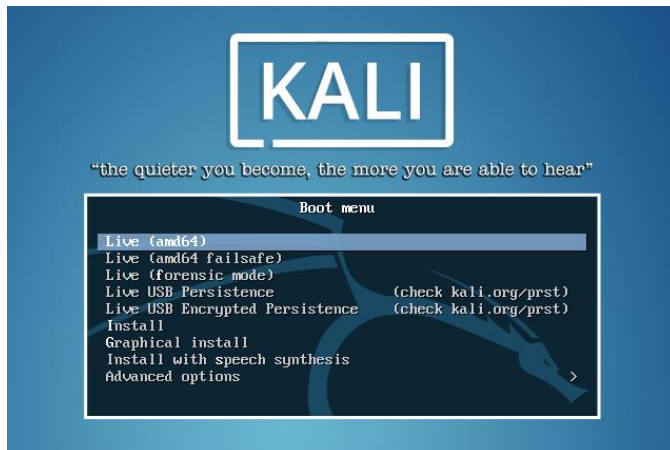 KALI
“the quieter you become, the more you are able to hear”
Boot menu
Live (amd64)
Live (amd64 failsafe)
Live (forensic mode)
Live USB Persistence (check kali.org/prst)
Live USB Encrypted Persistence (check kali.org/prst)
Install
Graphical install
Install with speech synthesis
Advanced options >